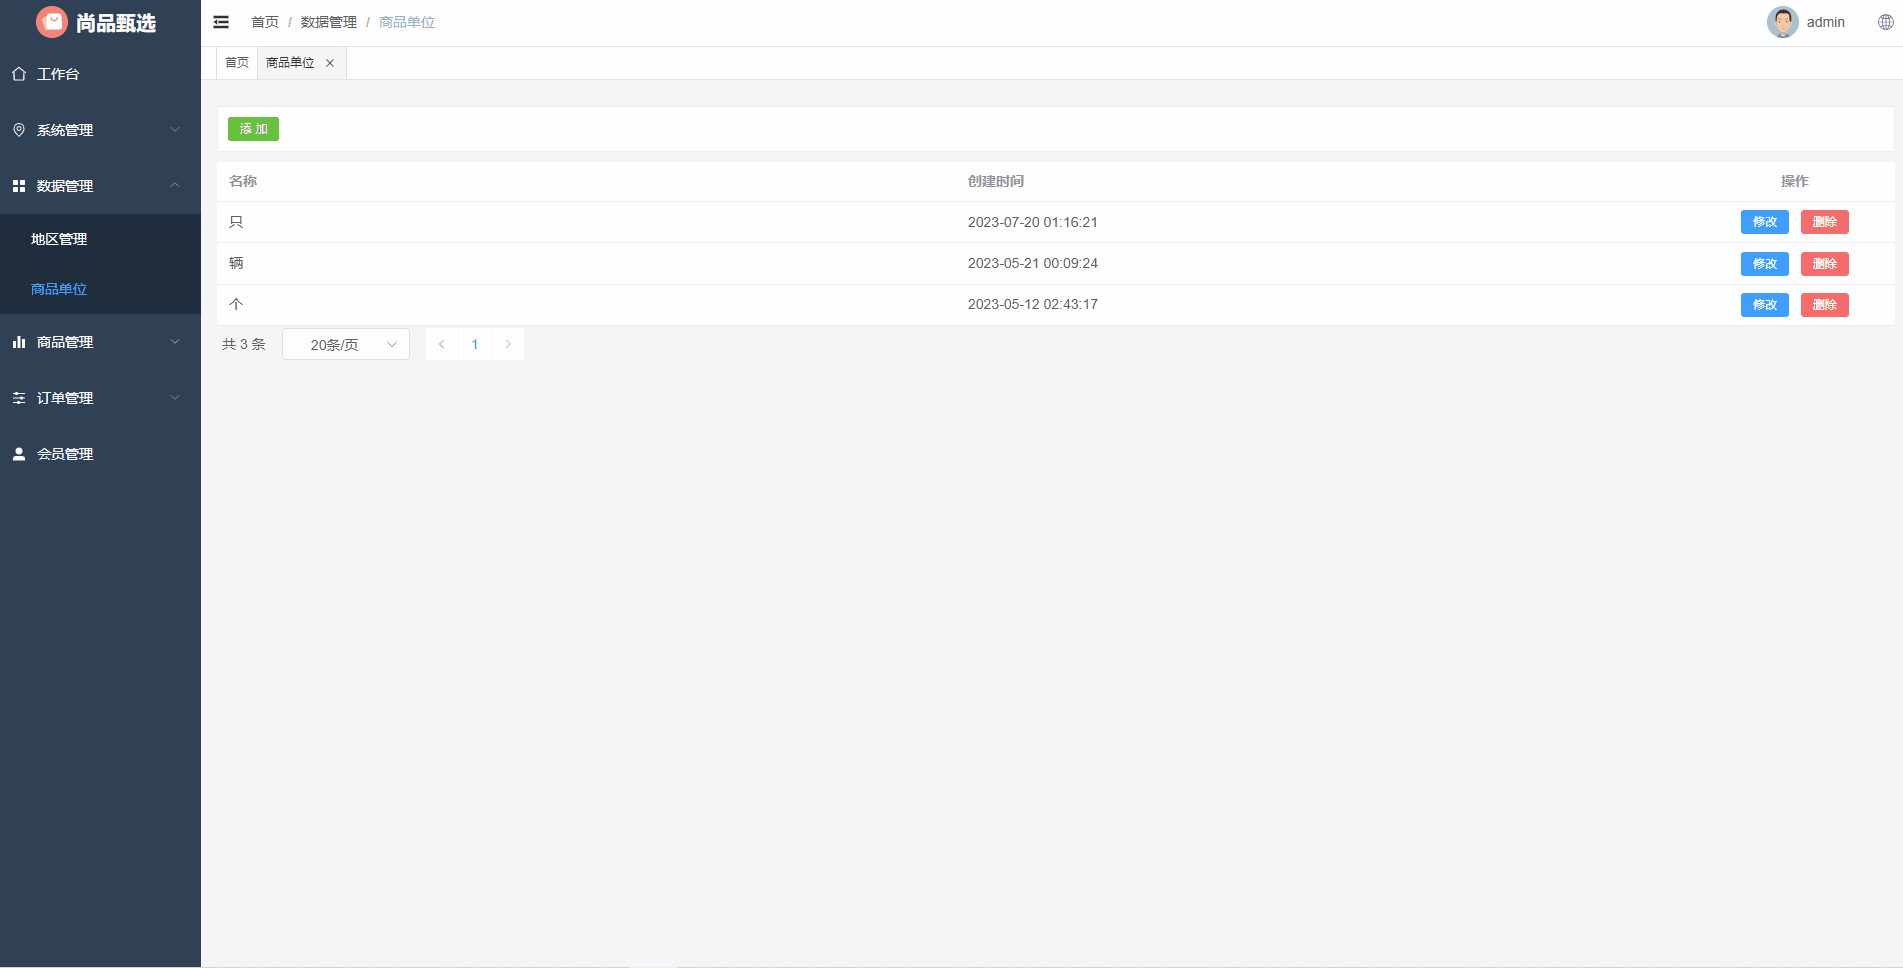 尚品甄选
工作台
系统管理
数据管理
地区管理
商品单位
商品管理
订单管理
会员管理
首页 / 数据管理 / 商品单位
admin
首页 商品单位
添 加
名称 创建时间 操作
只 2023-07-20 01:16:21 修改 删除
辆 2023-05-21 00:09:24 修改 删除
个 2023-05-12 02:43:17 修改 删除
共 3 条 20条/页 1